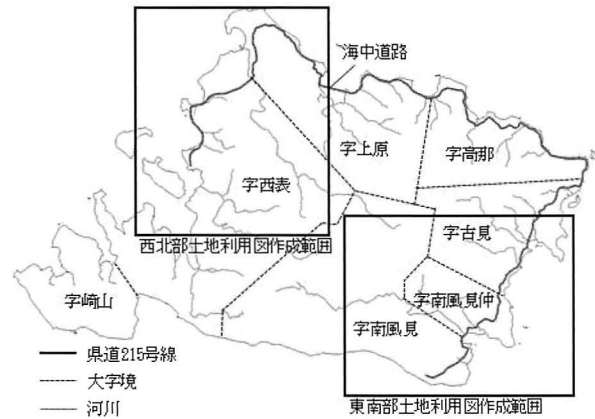 海中道路
字上原
字高那
字西表
西北部土地利用図作成範囲
字古見
字崎山
字南風見仲
字南風見
県道215号線
大字境
河川
東南部土地利用図作成範囲